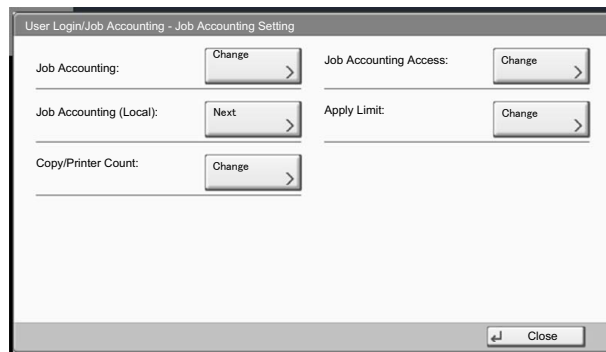 User Login/Job Accounting - Job Accounting Setting
Job Accounting:
Change
Job Accounting Access:
Change
Job Accounting (Local):
Next
Apply Limit:
Change
Copy/Printer Count:
Change
Close